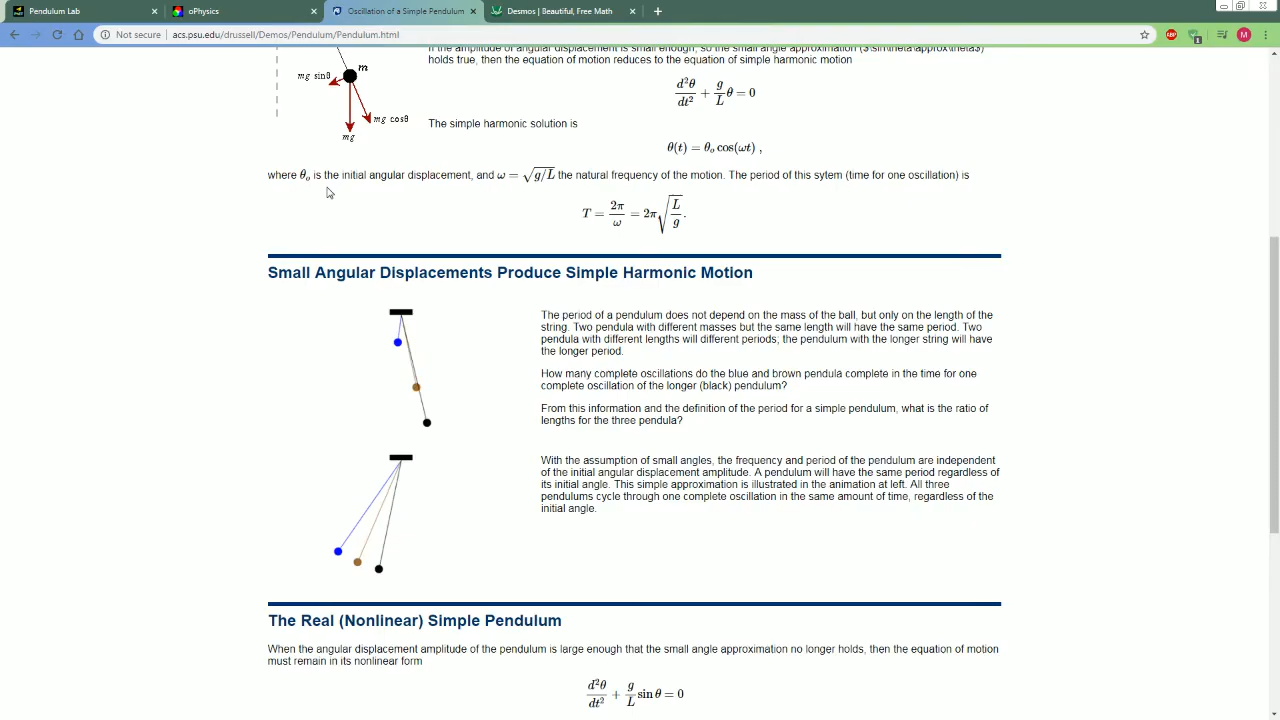 Pendulum Lab
oPhysics
Oscillation of a Simple Pendulum
Desmos | Beautiful, Free Math
Not secure | acs.psu.edu/drussell/Demos/Pendulum/Pendulum.html
If the amplitude of angular displacement is small enough, so the small angle approximation ($\sin\theta\approx\theta$)
holds true, then the equation of motion reduces to the equation of simple harmonic motion
m
mg sinθ
mg cosθ
mg
d²θ/dt² + g/L θ = 0
The simple harmonic solution is
θ(t) = θₒ cos(ωt) ,
where θₒ is the initial angular displacement, and ω = √g/L the natural frequency of the motion. The period of this sytem (time for one oscillation) is
T = 2π/ω = 2π√L/g.
Small Angular Displacements Produce Simple Harmonic Motion
The period of a pendulum does not depend on the mass of the ball, but only on the length of the
string. Two pendula with different masses but the same length will have the same period. Two
pendula with different lengths will different periods; the pendulum with the longer string will have
the longer period.
How many complete oscillations do the blue and brown pendula complete in the time for one
complete oscillation of the longer (black) pendulum?
From this information and the definition of the period for a simple pendulum, what is the ratio of
lengths for the three pendula?
With the assumption of small angles, the frequency and period of the pendulum are independent
of the initial angular displacement amplitude. A pendulum will have the same period regardless of
its initial angle. This simple approximation is illustrated in the animation at left. All three
pendulums cycle through one complete oscillation in the same amount of time, regardless of the
initial angle.
The Real (Nonlinear) Simple Pendulum
When the angular displacement amplitude of the pendulum is large enough that the small angle approximation no longer holds, then the equation of motion
must remain in its nonlinear form
d²θ/dt² + g/L sin θ = 0